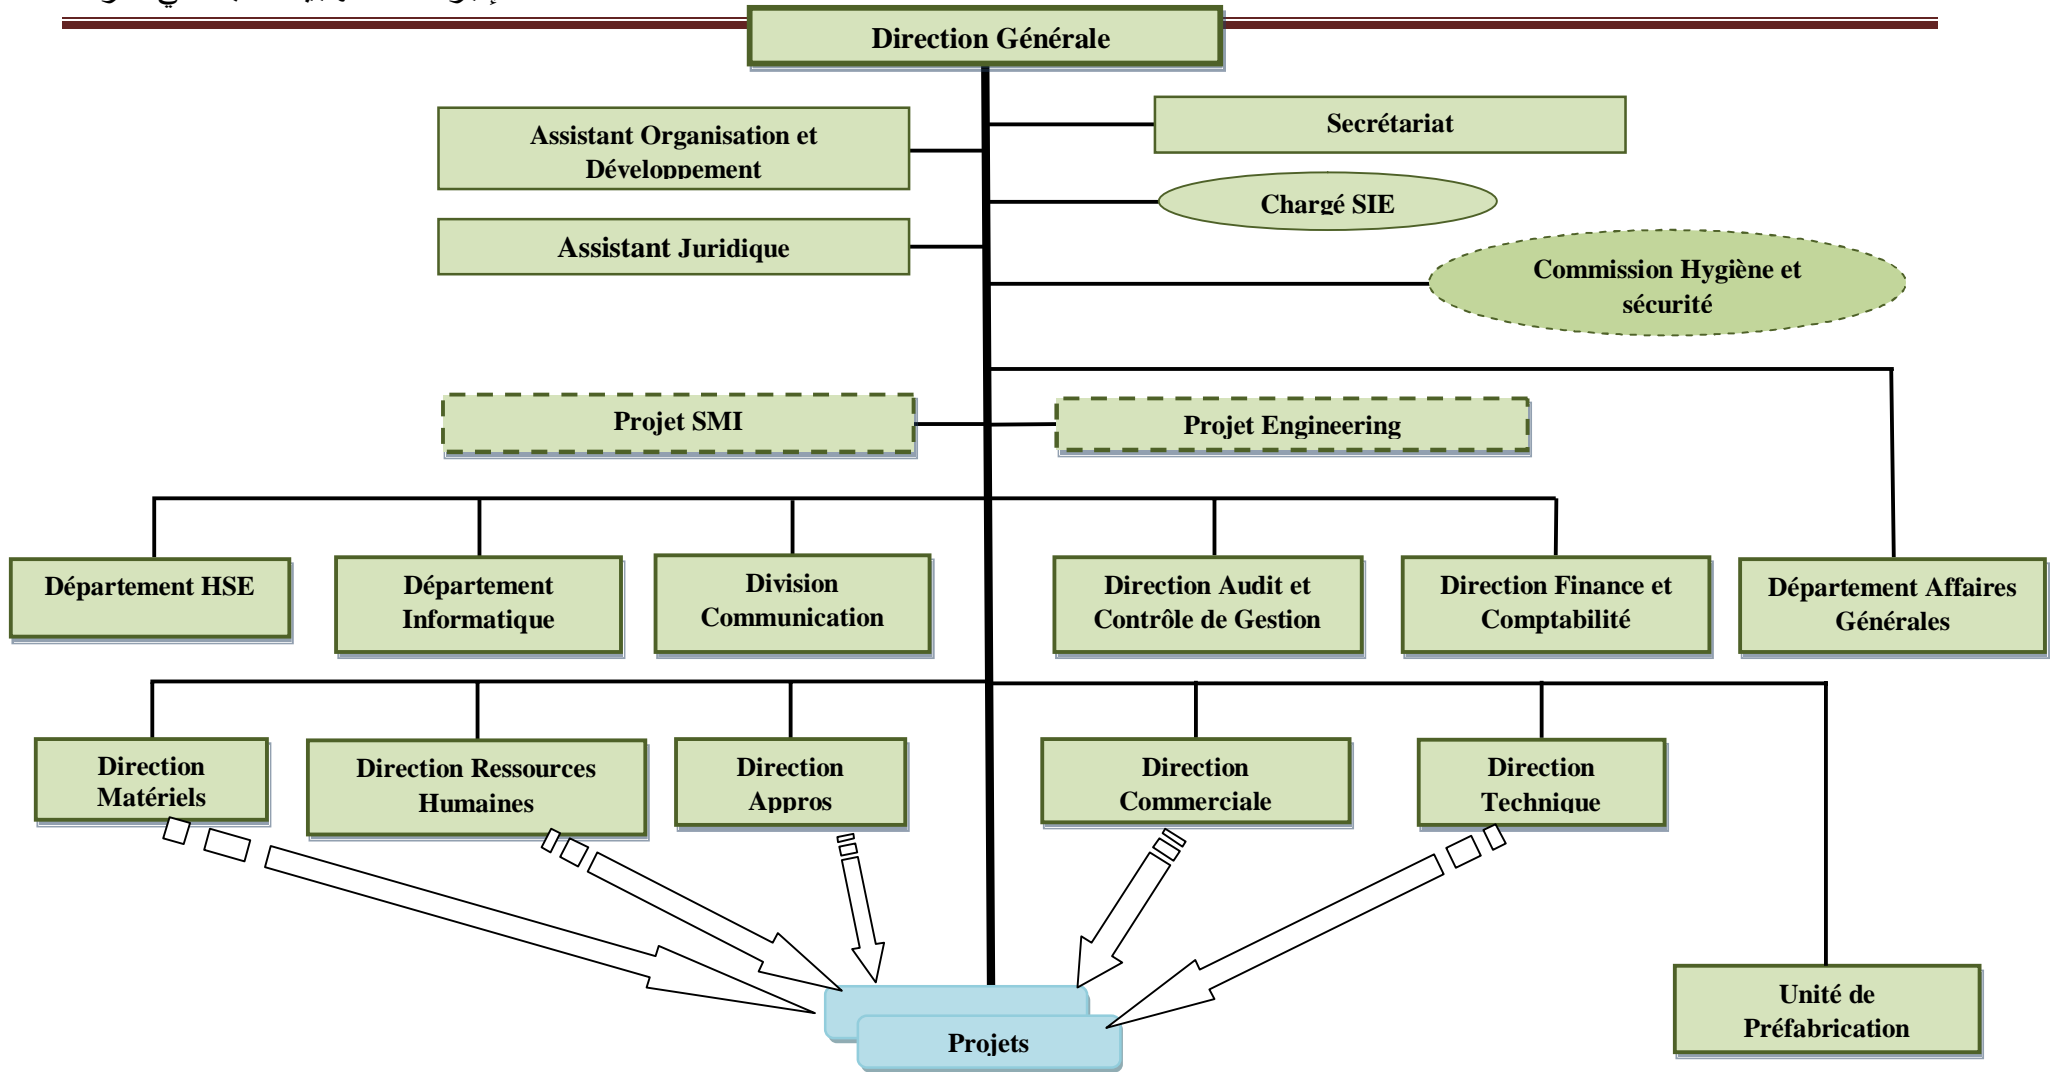 Direction Générale
Assistant Organisation et
Développement
Secrétariat
Chargé SIE
Assistant Juridique
Commission Hygiène et
sécurité
Projet SMI
Projet Engineering
Département HSE
Département
Informatique
Division
Communication
Direction Audit et
Contrôle de Gestion
Direction Finance et
Comptabilité
Département Affaires
Générales
Direction
Matériels
Direction Ressources
Humaines
Direction
Appros
Direction
Commerciale
Direction
Technique
Unité de
Préfabrication
Projets